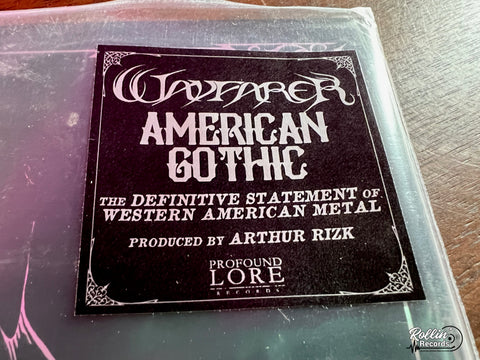 WAYFARER
AMERICAN
GOTHIC
THE DEFINITIVE STATEMENT OF
WESTERN AMERICAN METAL
PRODUCED BY ARTHUR RIZK
PROFOUND
LORE
RECORDS
Rollin'
Records